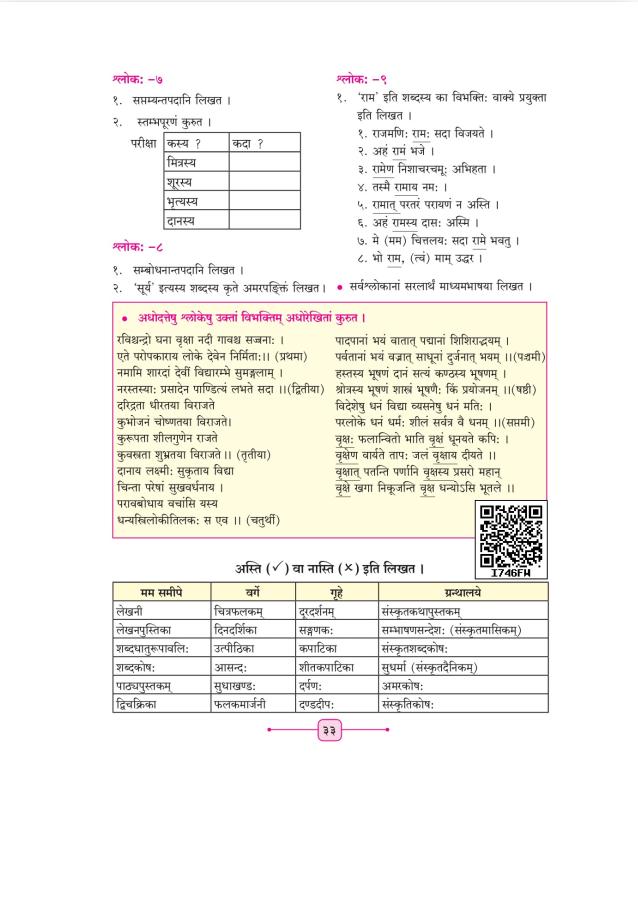 श्लोक: -७
१. सप्तम्यन्तपदानि लिखत ।
२. स्तम्भपूरणं कुरुत ।
परीक्षा कस्य ? कदा ?
मित्रस्य
शूरस्य
भृत्यस्य
दानस्य
श्लोक: -८
१. सम्बोधनान्तपदानि लिखत ।
२. 'सूर्य' इत्यस्य शब्दस्य कृते अमरपङ्क्तिं लिखत ।
श्लोक: -९
१. 'राम' इति शब्दस्य का विभक्ति: वाक्ये प्रयुक्ता
इति लिखत ।
१. राजमणि: राम: सदा विजयते ।
२. अहं रामं भजे ।
३. रामेण निशाचरचमू: अभिहता ।
४. तस्मै रामाय नम: ।
५. रामात् परतरं परायणं न अस्ति ।
६. अहं रामस्य दास: अस्मि ।
७. मे (मम) चित्तलय: सदा रामे भवतु ।
८. भो राम, (त्वं) माम् उद्धर ।
● सर्वश्लोकानां सरलार्थं माध्यमभाषया लिखत ।
● अधोदत्तेषु श्लोकेषु उक्तां विभक्तिम् अधोरेखितां कुरुत ।
रविश्चन्द्रो घना वृक्षा नदी गावश्च सज्जना: ।
एते परोपकाराय लोके देवेन निर्मिता:।। (प्रथमा)
नमामि शारदां देवीं विद्यारम्भे सुमङ्गलाम् ।
नरस्तस्या: प्रसादेन पाण्डित्यं लभते सदा ।।(द्वितीया)
दरिद्रता धीरतया विराजते
कुभोजनं चोष्णतया विराजते।
कुरूपता शीलगुणेन राजते
कुवस्त्रता शुभ्रतया विराजते।। (तृतीया)
दानाय लक्ष्मी: सुकृताय विद्या
चिन्ता परेषां सुखवर्धनाय ।
परावबोधाय वचांसि यस्य
धन्यस्त्रिलोकीतिलक: स एव ।। (चतुर्थी)
पादपानां भयं वातात् पद्मानां शिशिराद्भयम् ।
पर्वतानां भयं वज्रात् साधूनां दुर्जनात् भयम् ।।(पञ्चमी)
हस्तस्य भूषणं दानं सत्यं कण्ठस्य भूषणम् ।
श्रोत्रस्य भूषणं शास्त्रं भूषणै: किं प्रयोजनम् ।।(षष्ठी)
विदेशेषु धनं विद्या व्यसनेषु धनं मति: ।
परलोके धनं धर्म: शीलं सर्वत्र वै धनम् ।।(सप्तमी)
वृक्ष: फलान्वितो भाति वृक्षं धूनयते कपि: ।
वृक्षेण वार्यते ताप: जलं वृक्षाय दीयते ।।
वृक्षात् पतन्ति पर्णानि वृक्षस्य प्रसरो महान्
वृक्षे खगा निकूजन्ति वृक्ष धन्योऽसि भूतले ।।
I746FW
अस्ति (✓) वा नास्ति (×) इति लिखत ।
मम समीपे वर्गे गृहे ग्रन्थालये
लेखनी चित्रफलकम् दूरदर्शनम् संस्कृतकथापुस्तकम्
लेखनपुस्तिका दिनदर्शिका सङ्गणक: सम्भाषणसन्देश: (संस्कृतमासिकम्)
शब्दधातुरूपावलि: उत्पीठिका कपाटिका संस्कृतशब्दकोष:
शब्दकोष: आसन्द: शीतकपाटिका सुधर्मा (संस्कृतदैनिकम्)
पाठ्यपुस्तकम् सुधाखण्ड: दर्पण: अमरकोष:
द्विचक्रिका फलकमार्जनी दण्डदीप: संस्कृतिकोष:
३३